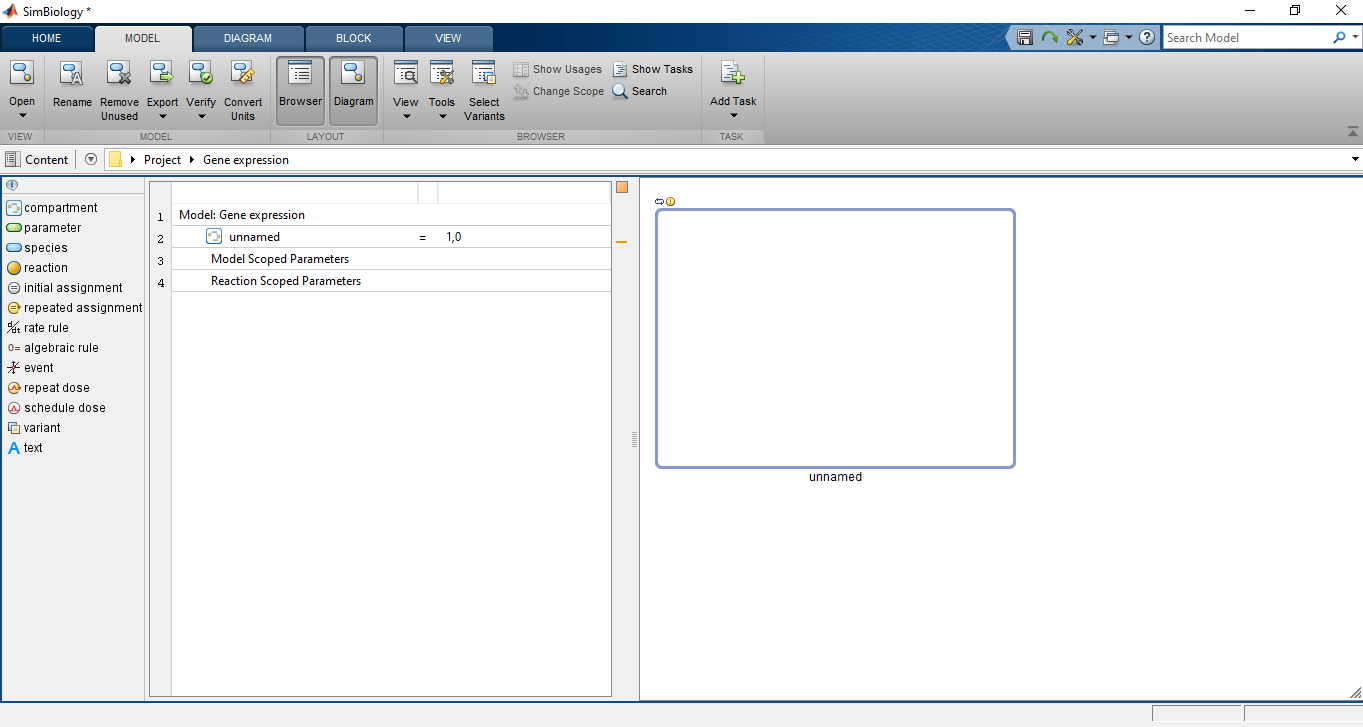 SimBiology *
HOME MODEL DIAGRAM BLOCK VIEW Search Model
Open Rename Remove Unused Export Verify Convert Units Browser Diagram View Tools Select Variants Show Usages Show Tasks Change Scope Search Add Task
VIEW MODEL LAYOUT BROWSER TASK
Content Project Gene expression
compartment
parameter
species
reaction
initial assignment
repeated assignment
d/dt rate rule
0= algebraic rule
event
repeat dose
schedule dose
variant
A text
1 Model: Gene expression
2 unnamed = 1,0
3 Model Scoped Parameters
4 Reaction Scoped Parameters
unnamed